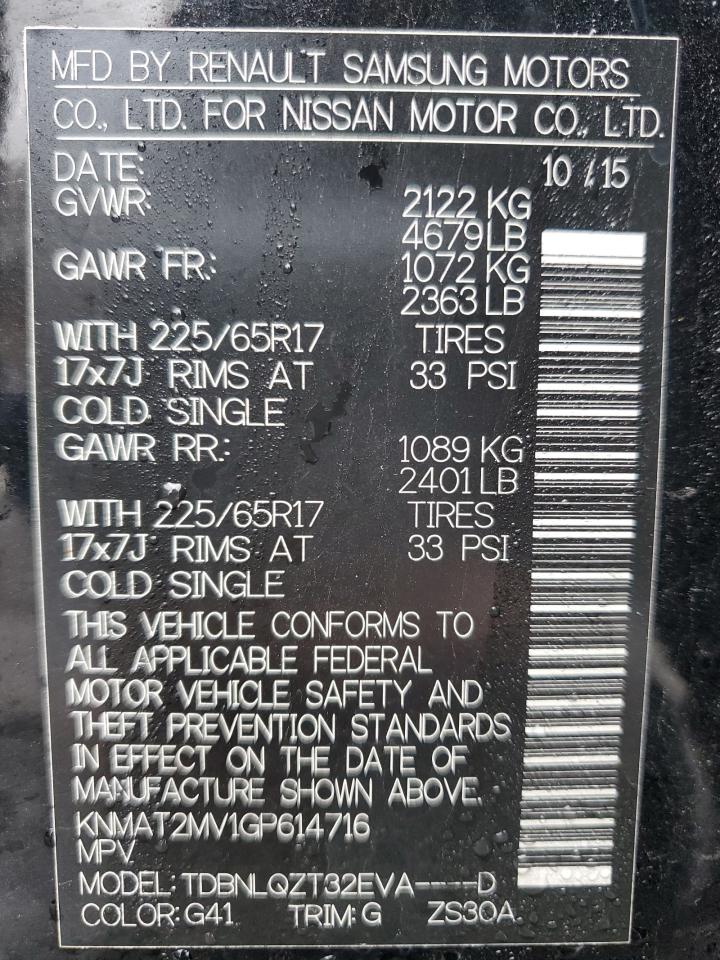 MFD BY RENAULT SAMSUNG MOTORS
CO., LTD. FOR NISSAN MOTOR CO., LTD.
DATE: 10 / 15
GVWR: 2122 KG
4679 LB
GAWR FR: 1072 KG
2363 LB
WITH 225/65R17 TIRES
17x7J RIMS AT 33 PSI
COLD SINGLE
GAWR RR: 1089 KG
2401 LB
WITH 225/65R17 TIRES
17x7J RIMS AT 33 PSI
COLD SINGLE
THIS VEHICLE CONFORMS TO
ALL APPLICABLE FEDERAL
MOTOR VEHICLE SAFETY AND
THEFT PREVENTION STANDARDS
IN EFFECT ON THE DATE OF
MANUFACTURE SHOWN ABOVE.
KNMAT2MV1GP614716
MPV
MODEL: TDBNLQZT32EVA----D
COLOR: G41 TRIM: G ZS30A